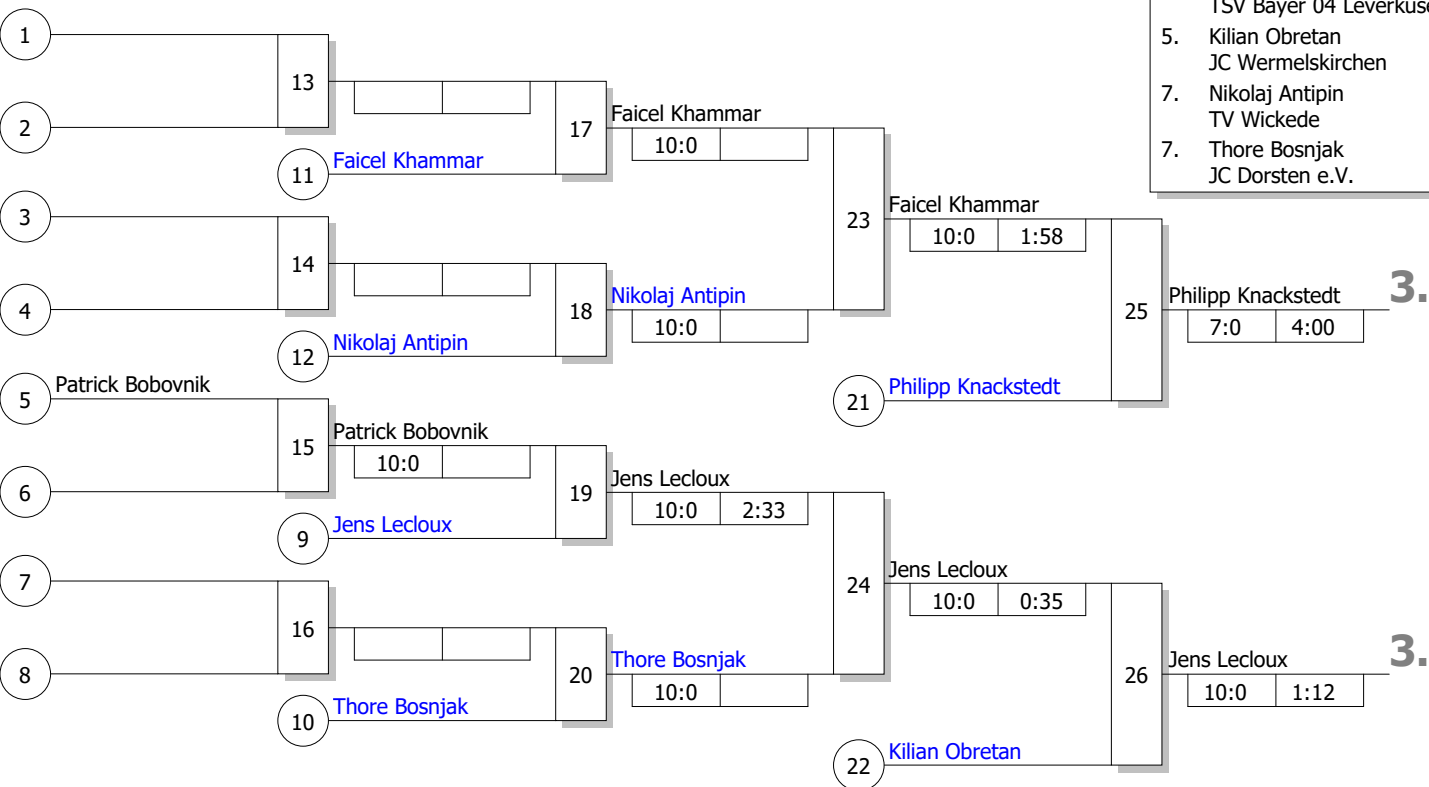 TSV Bayer 04
5. Kilian Obretan
JC Wermelskirchen
7. Nikolaj Antipin
TV Wickede
7. Thore Bosnjak
JC Dorsten e.V.
1
13
2
17
Faicel Khammar
10:0
11
Faicel Khammar
3
23
Faicel Khammar
10:0 1:58
14
4
18
Nikolaj Antipin
10:0
12
Nikolaj Antipin
25
Philipp Knackstedt
3.
7:0 4:00
21
Philipp Knackstedt
5
Patrick Bobovnik
15
Patrick Bobovnik
10:0
6
19
Jens Lecloux
10:0 2:33
9
Jens Lecloux
7
24
Jens Lecloux
10:0 0:35
16
8
20
Thore Bosnjak
10:0
10
Thore Bosnjak
26
Jens Lecloux
3.
10:0 1:12
22
Kilian Obretan